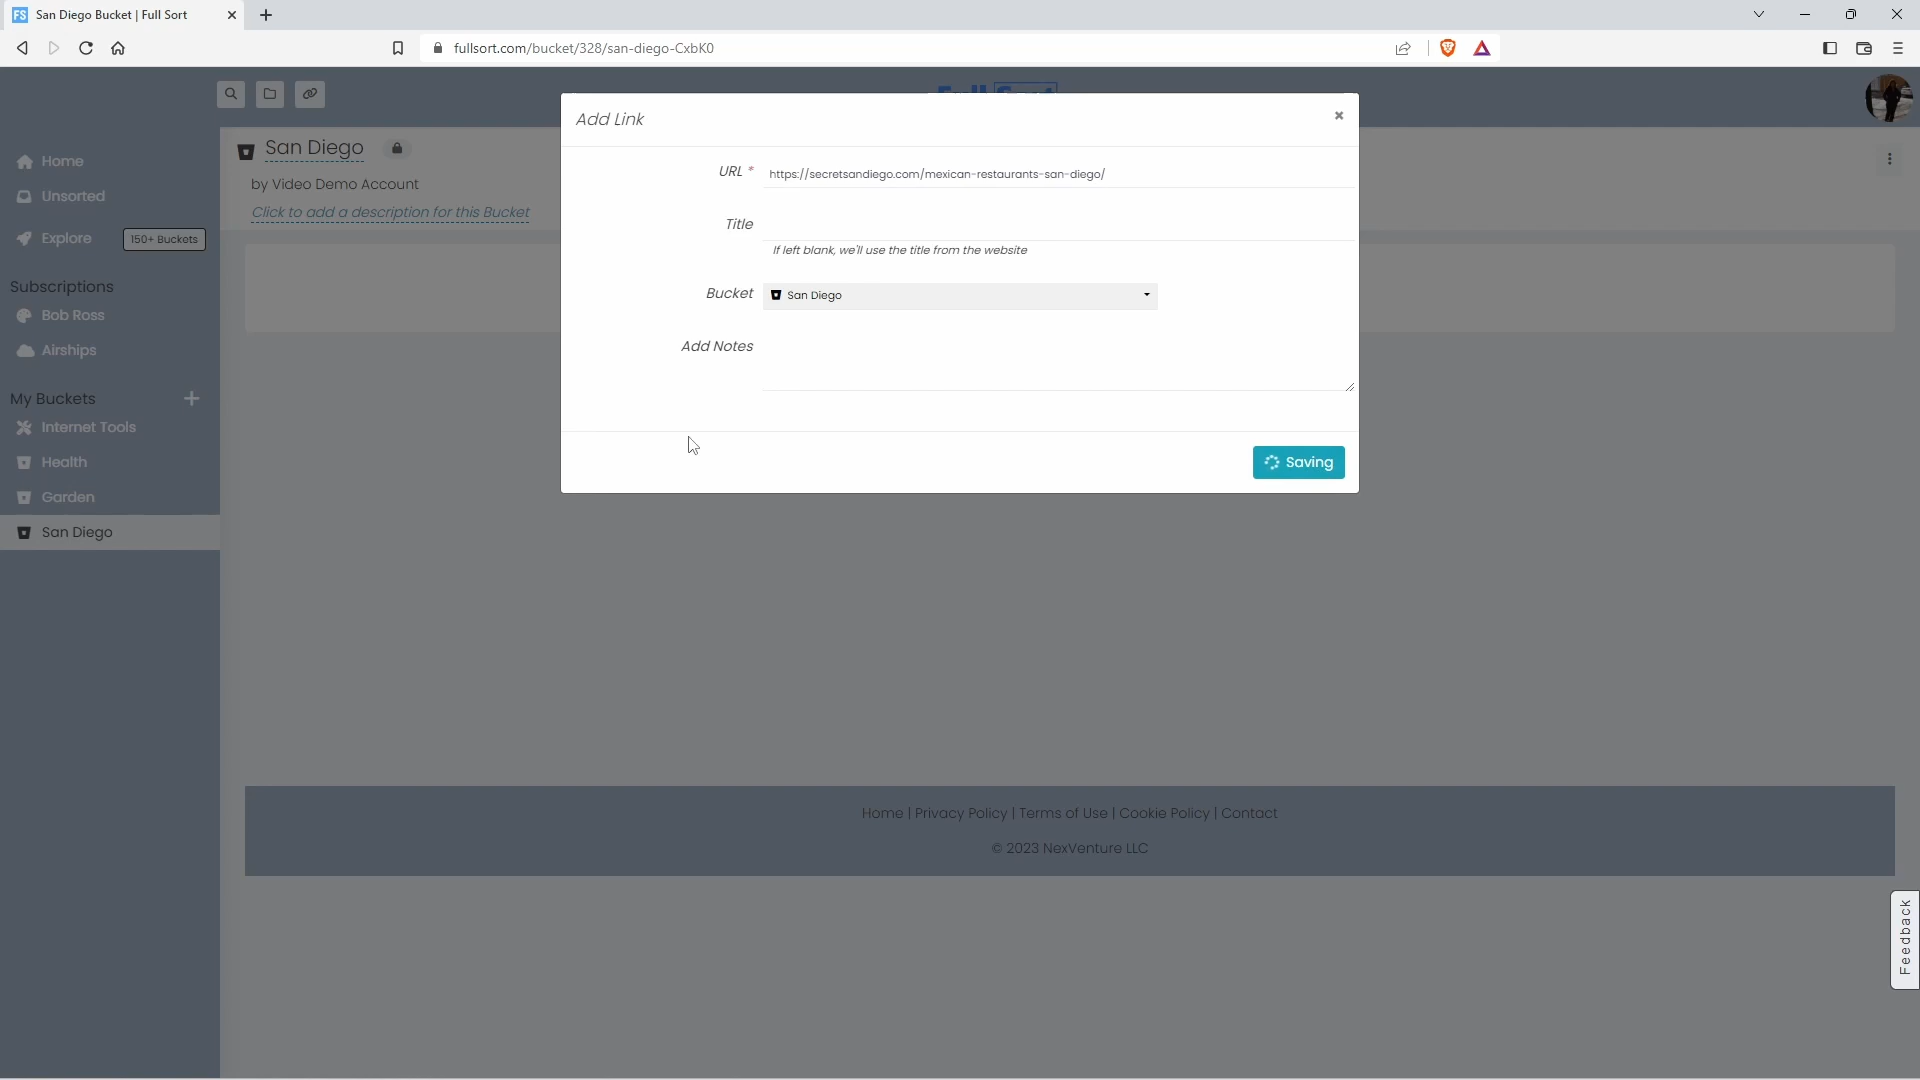 FS San Diego Bucket | Full Sort
fullsort.com/bucket/328/san-diego-CxbK0
Full Sort
Add Link
Home
San Diego
URL *
https://secretsandiego.com/mexican-restaurants-san-diego/
by Video Demo Account
Unsorted
Click to add a description for this Bucket
Title
Explore
150+ Buckets
If left blank, we'll use the title from the website
Subscriptions
Bucket
San Diego
Bob Ross
Airships
Add Notes
My Buckets
Internet Tools
Health
Saving
Garden
San Diego
Home | Privacy Policy | Terms of Use | Cookie Policy | Contact
© 2023 NexVenture LLC
Feedback